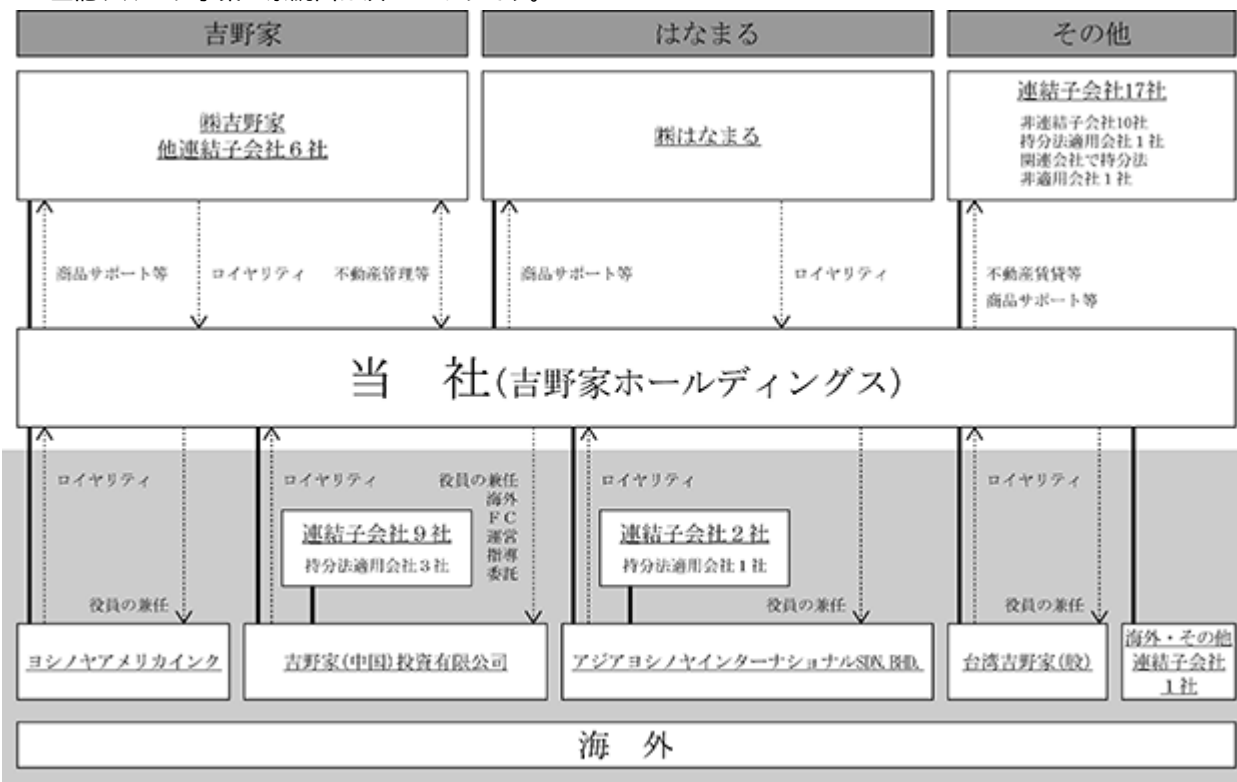 吉野家
はなまる
その他
㈱吉野家
他連結子会社６社
㈱はなまる
連結子会社17社
非連結子会社10社
持分法適用会社１社
関連会社で持分法
非適用会社１社
商品サポート等
ロイヤリティ
不動産管理等
商品サポート等
ロイヤリティ
不動産賃貸等
商品サポート等
当　社(吉野家ホールディングス)
ロイヤリティ
役員の兼任
ロイヤリティ
役員の兼任
海外
ＦＣ
運営
指導
委託
連結子会社９社
持分法適用会社３社
ロイヤリティ
連結子会社２社
持分法適用会社１社
役員の兼任
ロイヤリティ
役員の兼任
ヨシノヤアメリカインク
吉野家(中国)投資有限公司
アジアヨシノヤインターナショナルSDN.BHD.
台湾吉野家(股)
海外・その他
連結子会社
１社
海　外